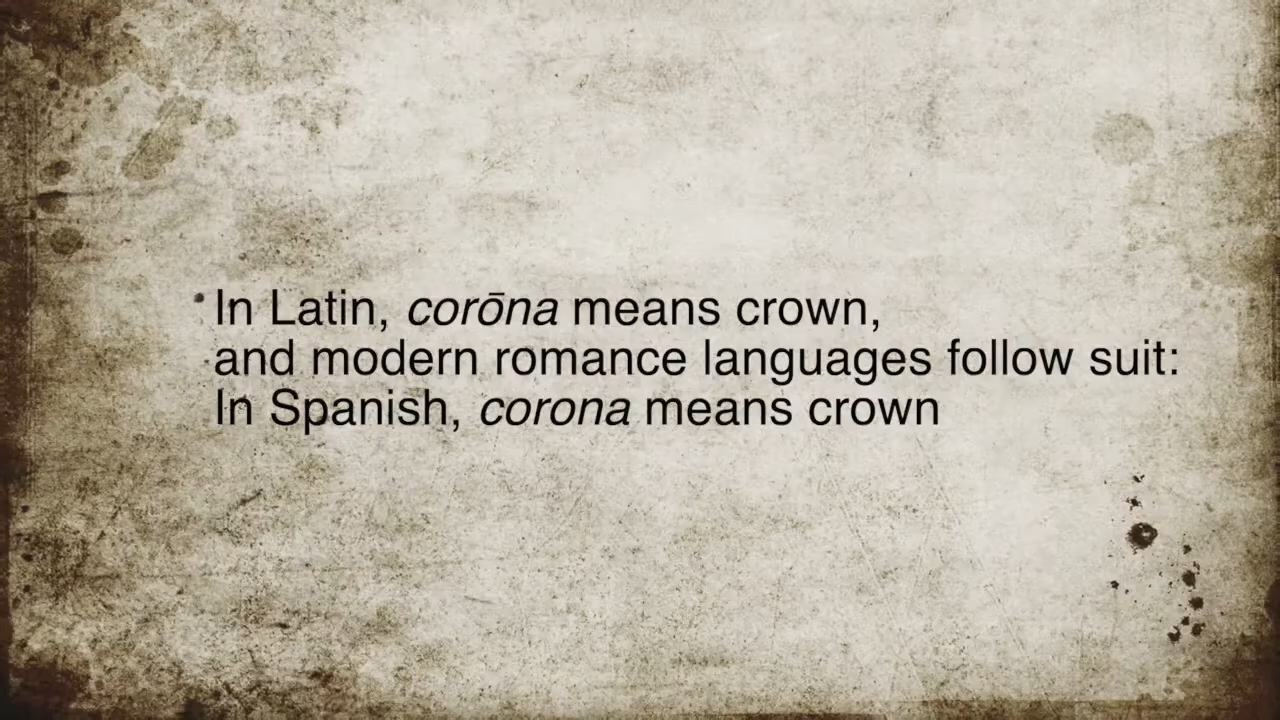 In Latin, corōna means crown,
and modern romance languages follow suit:
In Spanish, corona means crown